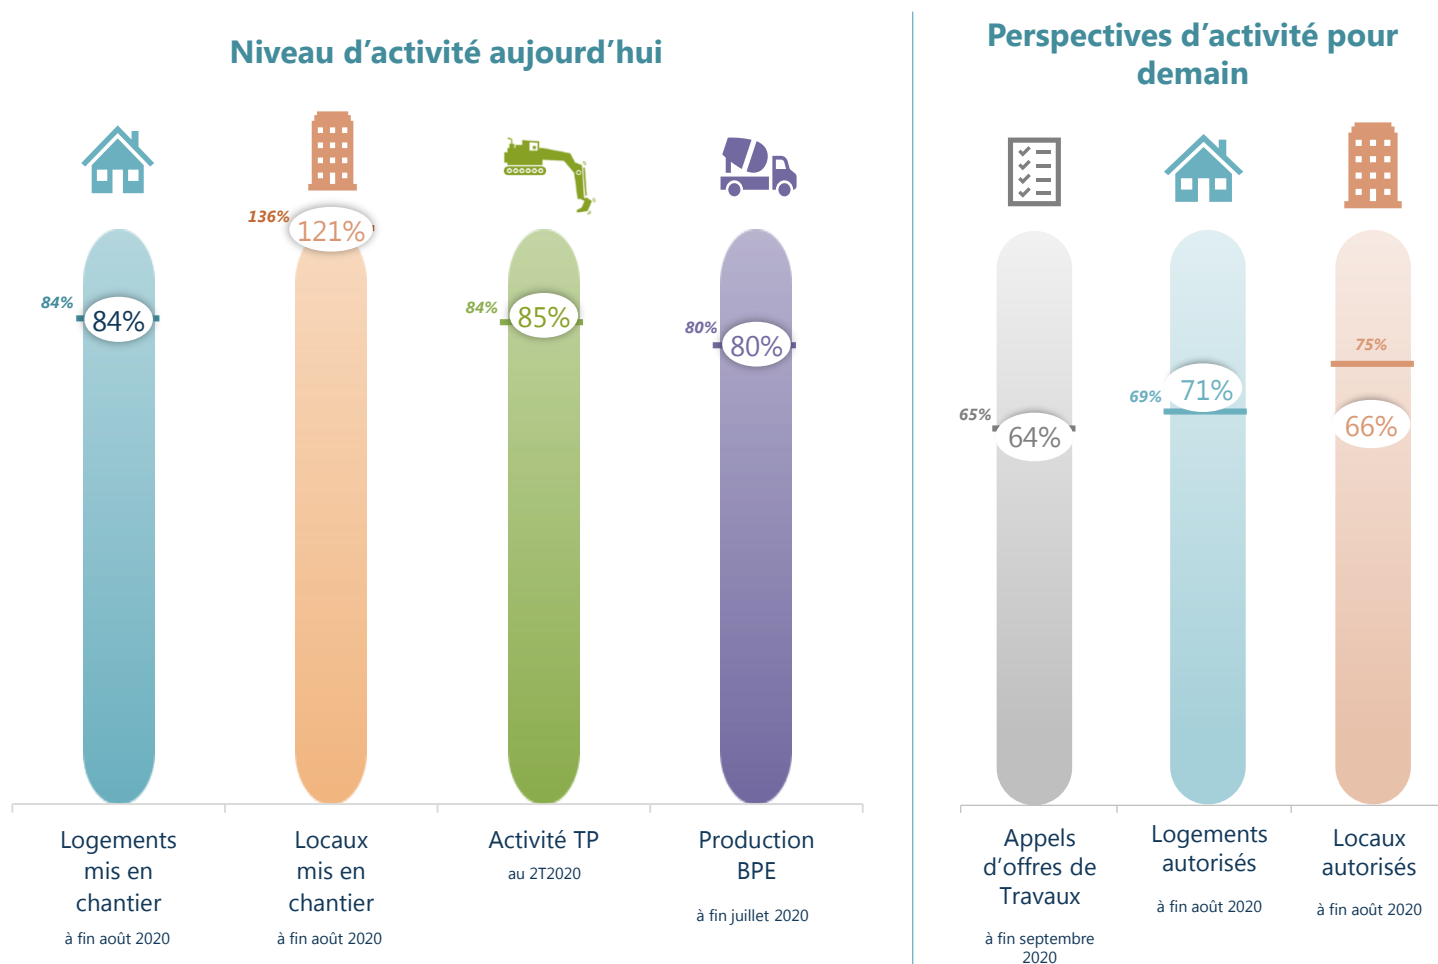 Niveau d’activité aujourd’hui
136%
121%
84%
84%
84%
85%
80%
80%
Logements
mis en
chantier
à fin août 2020
Locaux
mis en
chantier
à fin août 2020
Activité TP
au 2T2020
Production
BPE
à fin juillet 2020
Perspectives d’activité pour
demain
65%
64%
69%
71%
75%
66%
Appels
d’offres de
Travaux
à fin septembre
2020
Logements
autorisés
à fin août 2020
Locaux
autorisés
à fin août 2020